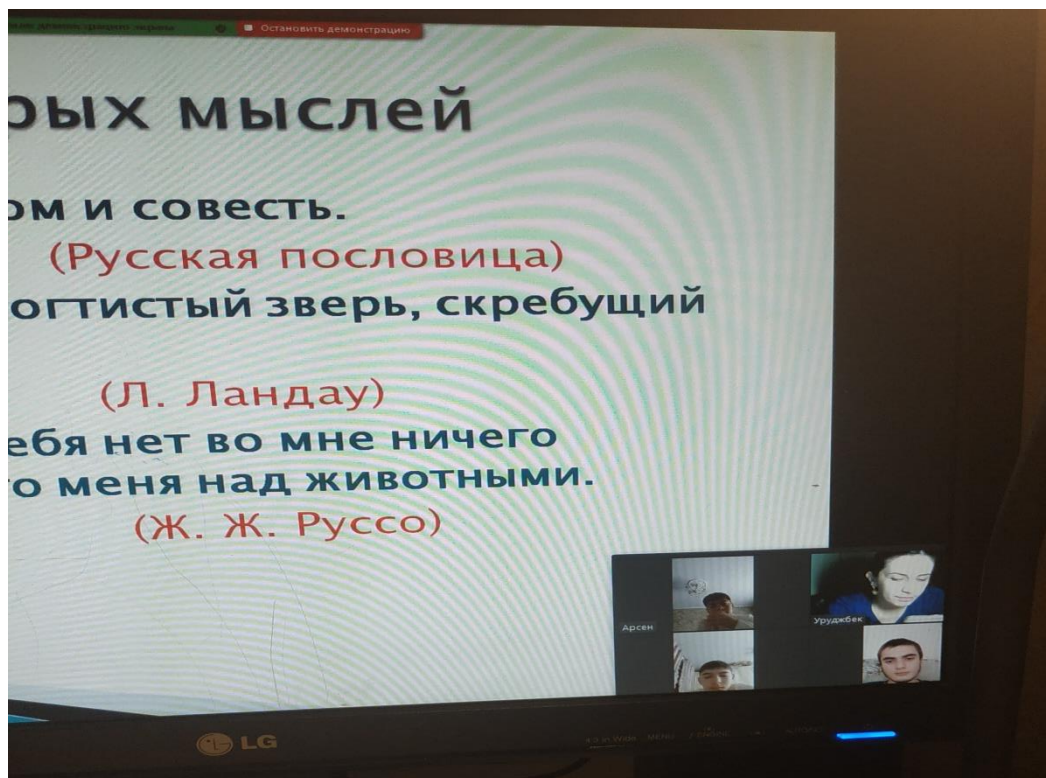 Остановить демонстрацию
рых мыслей
ом и совесть.
(Русская пословица)
огтистый зверь, скребущий
(Л. Ландау)
ебя нет во мне ничего
о меня над животными.
(Ж. Ж. Руссо)
Арсен
Уруджбек
LG
MENU